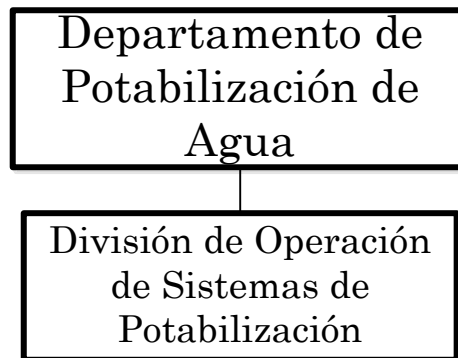 Departamento de
Potabilización de
Agua
División de Operación
de Sistemas de
Potabilización